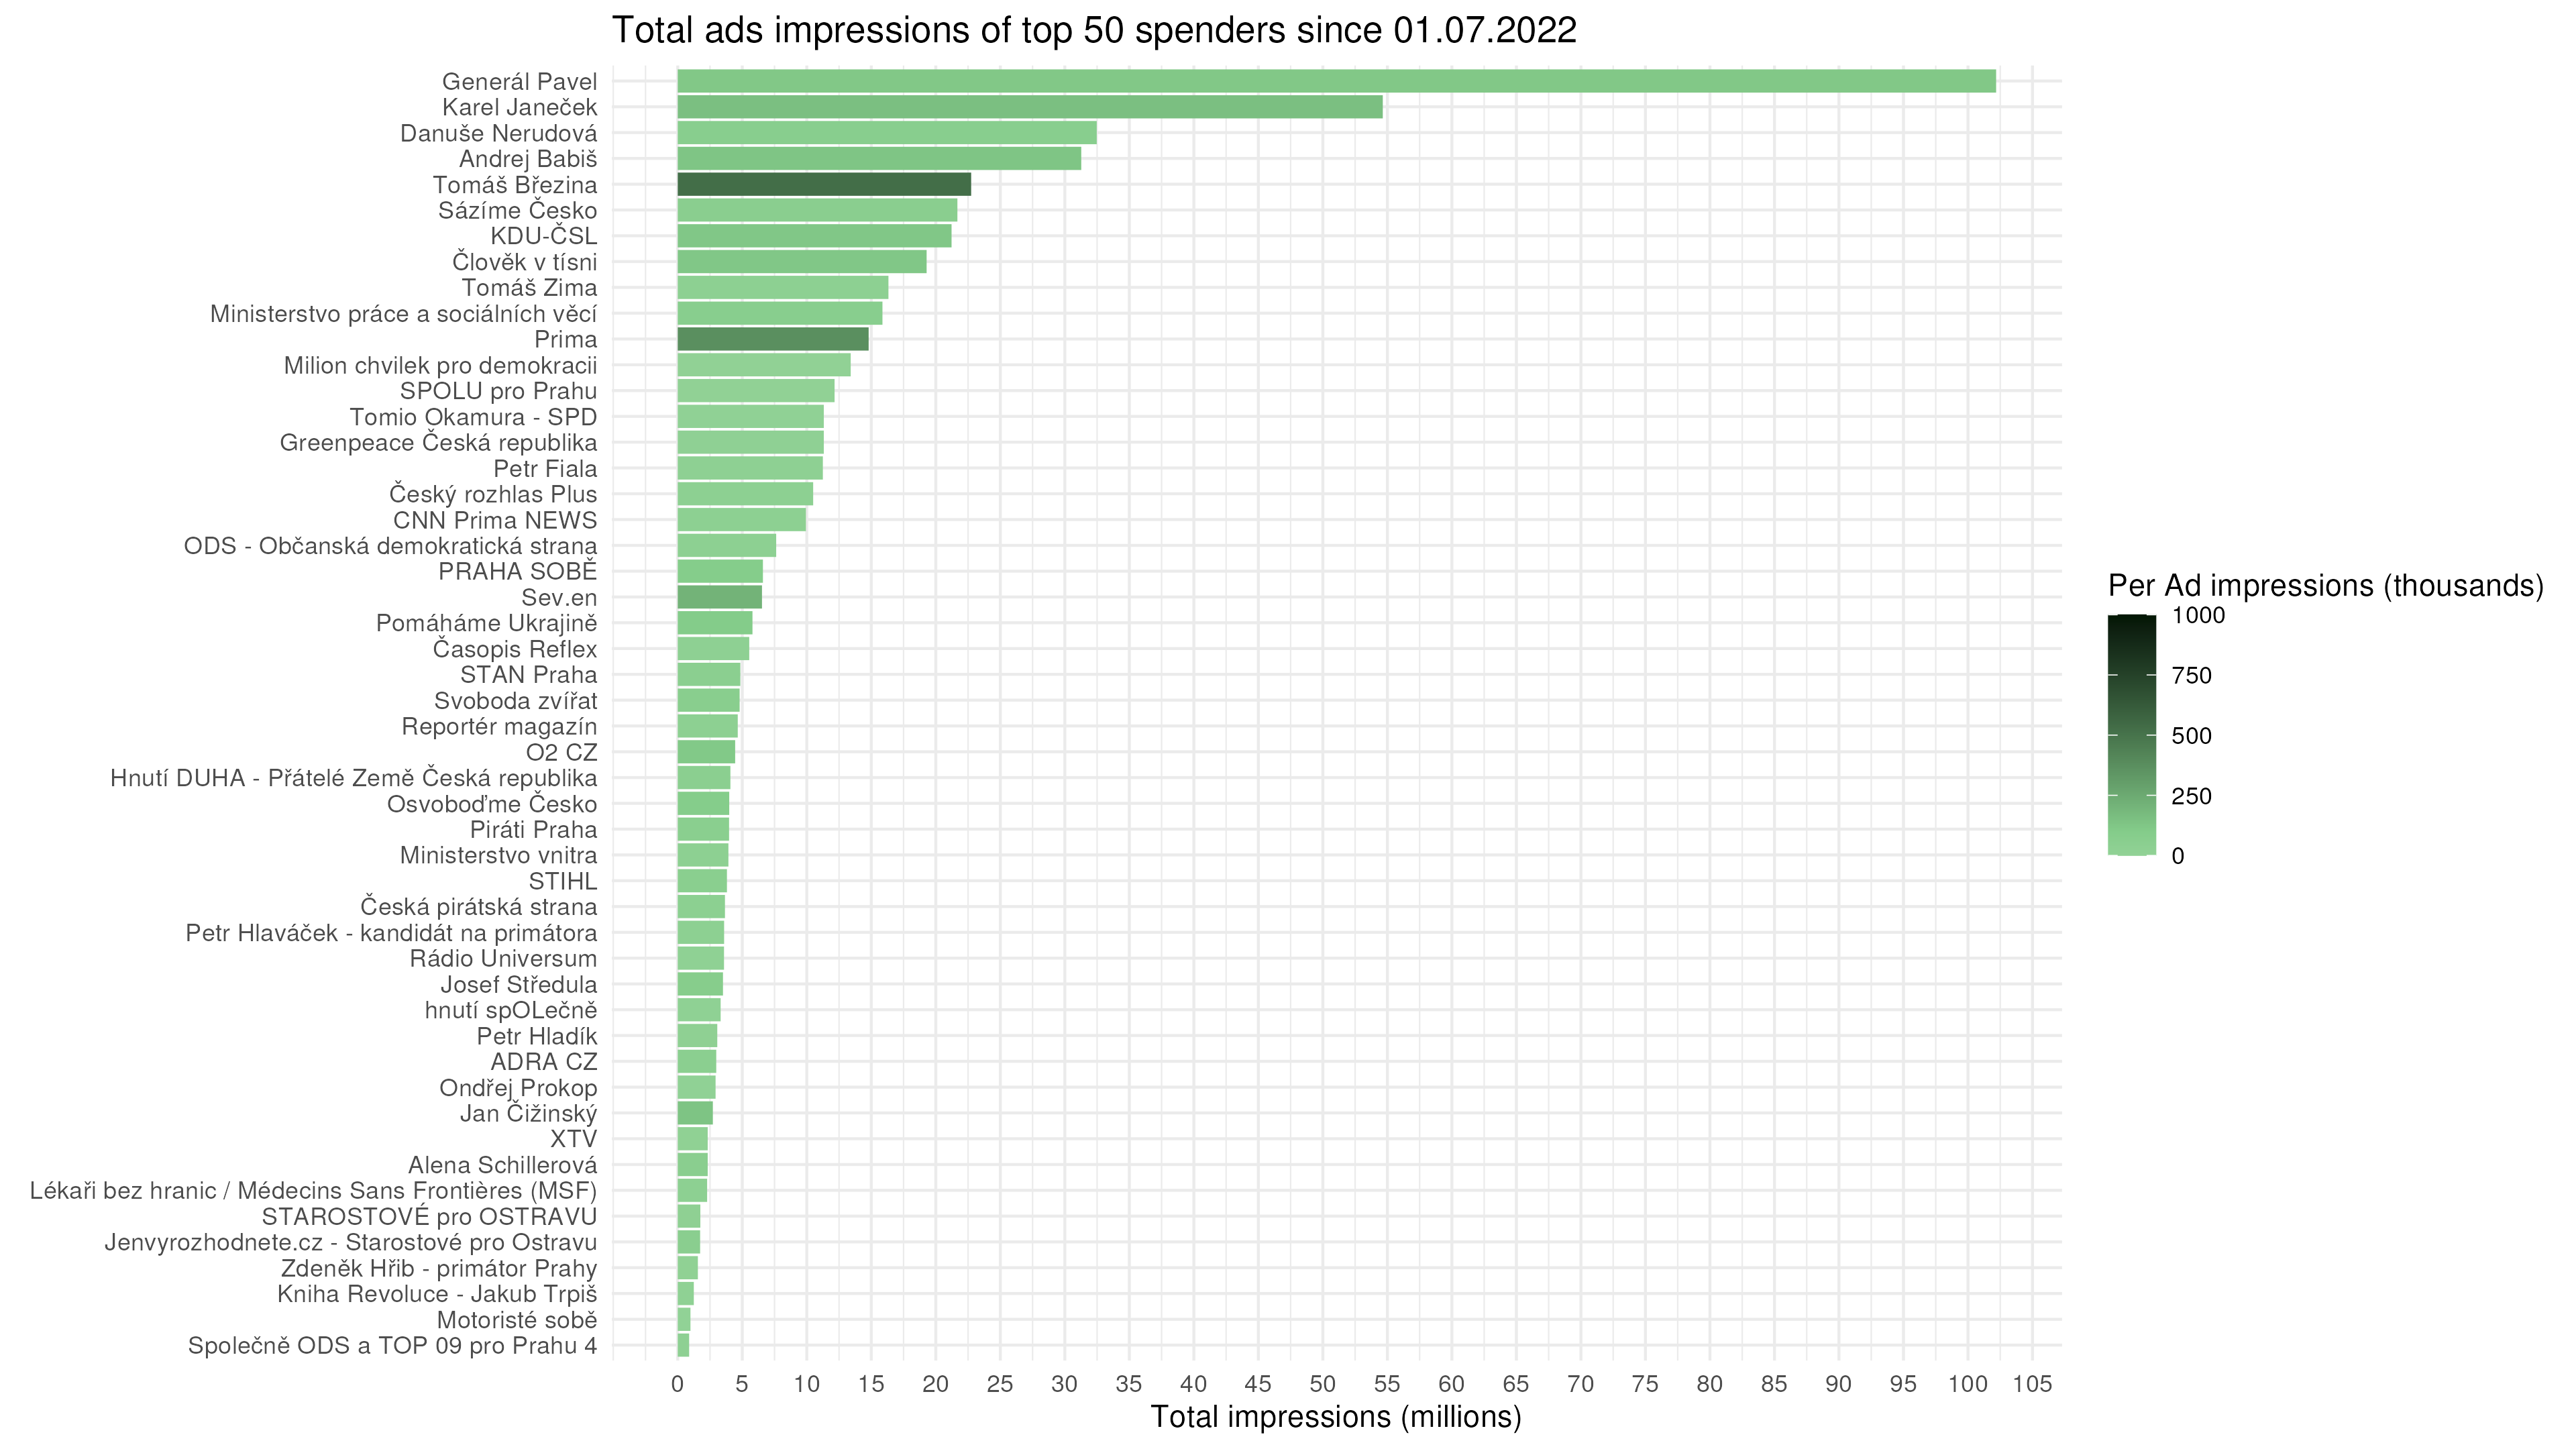 Total ads impressions of top 50 spenders since 01.07.2022
Generál Pavel
Karel Janeček
Danuše Nerudová
Andrej Babiš
Tomáš Březina
Sázíme Česko
KDU-ČSL
Člověk v tísni
Tomáš Zima
Ministerstvo práce a sociálních věcí
Prima
Milion chvilek pro demokracii
SPOLU pro Prahu
Tomio Okamura - SPD
Greenpeace Česká republika
Petr Fiala
Český rozhlas Plus
CNN Prima NEWS
ODS - Občanská demokratická strana
PRAHA SOBĚ
Sev.en
Pomáháme Ukrajině
Časopis Reflex
STAN Praha
Svoboda zvířat
Reportér magazín
O2 CZ
Hnutí DUHA - Přátelé Země Česká republika
Osvoboďme Česko
Piráti Praha
Ministerstvo vnitra
STIHL
Česká pirátská strana
Petr Hlaváček - kandidát na primátora
Rádio Universum
Josef Středula
hnutí spOLečně
Petr Hladík
ADRA CZ
Ondřej Prokop
Jan Čižinský
XTV
Alena Schillerová
Lékaři bez hranic / Médecins Sans Frontières (MSF)
STAROSTOVÉ pro OSTRAVU
Jenvyrozhodnete.cz - Starostové pro Ostravu
Zdeněk Hřib - primátor Prahy
Kniha Revoluce - Jakub Trpiš
Motoristé sobě
Společně ODS a TOP 09 pro Prahu 4
0 5 10 15 20 25 30 35 40 45 50 55 60 65 70 75 80 85 90 95 100 105
Total impressions (millions)
Per Ad impressions (thousands)
1000
750
500
250
0